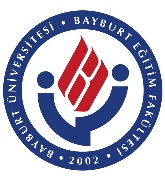 BAYBURT ÜNİVERSİTESİ • BAYBURT EĞİTİM FAKÜLTESİ
• 2002 •